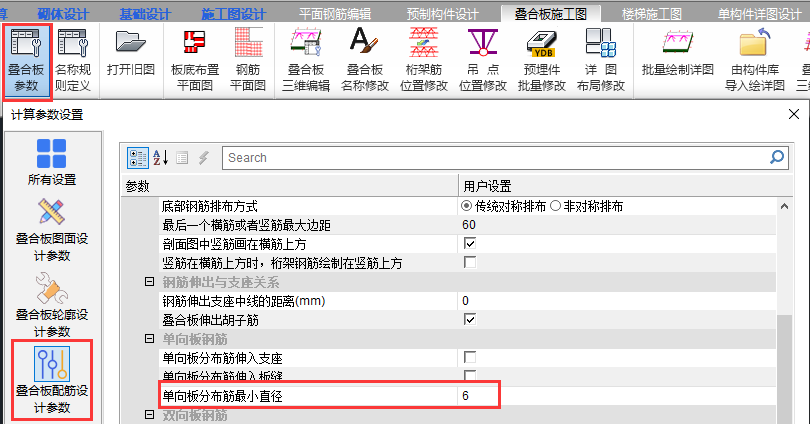 算 砌体设计 基础设计 施工图设计 平面钢筋编辑 预制构件设计 叠合板施工图 楼梯施工图 单构件详图设计
叠合板 名称规 打开旧图 板底布置 钢筋 叠合板 叠合板 桁架筋 吊 点 预埋件 详 图 批量绘制详图 由构件库
参数 则定义 平面图 平面图 三维编辑 名称修改 位置修改 位置修改 批量修改 布局修改 导入绘详图
YDB
计算参数设置
所有设置
叠合板图面设
计参数
叠合板轮廓设
计参数
叠合板配筋设
计参数
Search
参数 用户设置
底部钢筋排布方式 传统对称排布 非对称排布
最后一个横筋或者竖筋最大边距 60
剖面图中竖筋画在横筋上方
竖筋在横筋上方时，桁架钢筋绘制在竖筋上方
钢筋伸出与支座关系
钢筋伸出支座中线的距离(mm) 0
叠合板伸出胡子筋
单向板钢筋
单向板分布筋伸入支座
单向板分布筋伸入板缝
单向板分布筋最小直径 6
双向板钢筋